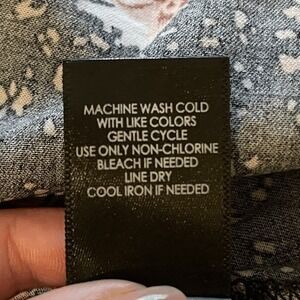 MACHINE WASH COLD
WITH LIKE COLORS
GENTLE CYCLE
USE ONLY NON-CHLORINE
BLEACH IF NEEDED
LINE DRY
COOL IRON IF NEEDED